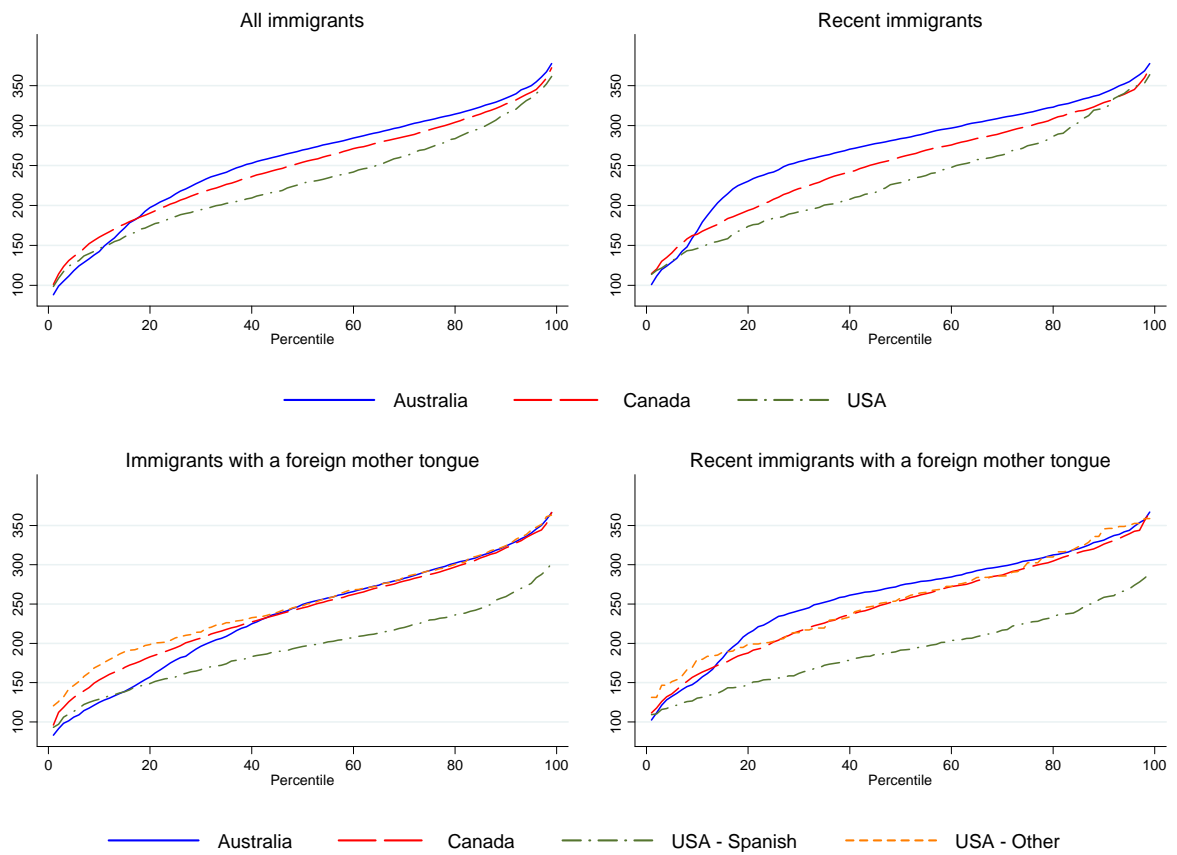 All immigrants
Recent immigrants
350
300
250
200
150
100
0 20 40 60 80 100
Percentile
350
300
250
200
150
100
0 20 40 60 80 100
Percentile
Australia Canada USA
Immigrants with a foreign mother tongue
Recent immigrants with a foreign mother tongue
350
300
250
200
150
100
0 20 40 60 80 100
Percentile
350
300
250
200
150
100
0 20 40 60 80 100
Percentile
Australia Canada USA - Spanish USA - Other